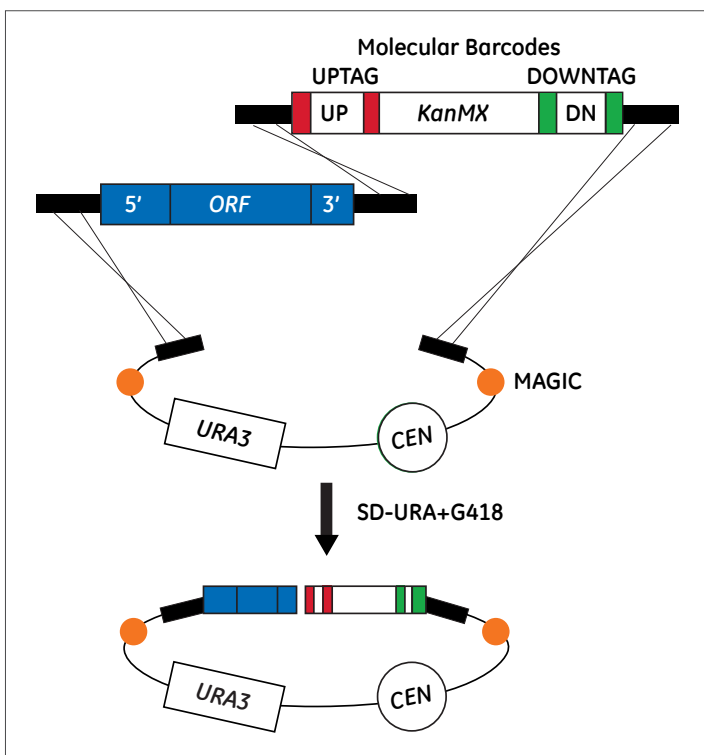 Molecular Barcodes
UPTAG DOWNTAG
UP KanMX DN
5' ORF 3'
MAGIC
URA3 CEN
SD-URA+G418
URA3 CEN